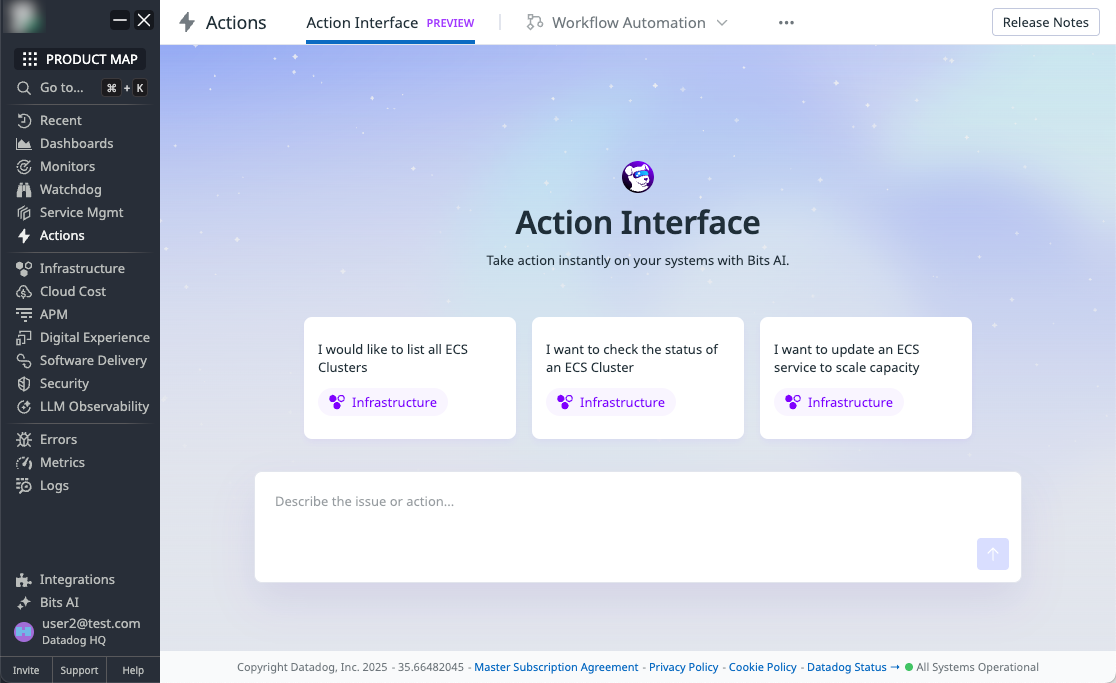 PRODUCT MAP
Go to... ⌘ + K
Recent
Dashboards
Monitors
Watchdog
Service Mgmt
Actions
Infrastructure
Cloud Cost
APM
Digital Experience
Software Delivery
Security
LLM Observability
Errors
Metrics
Logs
Integrations
Bits AI
user2@test.com
Datadog HQ
Invite Support Help
Actions Action Interface PREVIEW Workflow Automation ••• Release Notes
Action Interface
Take action instantly on your systems with Bits AI.
I would like to list all ECS
Clusters
Infrastructure
I want to check the status of
an ECS Cluster
Infrastructure
I want to update an ECS
service to scale capacity
Infrastructure
Describe the issue or action...
Copyright Datadog, Inc. 2025 - 35.66482045 - Master Subscription Agreement - Privacy Policy - Cookie Policy - Datadog Status → All Systems Operational